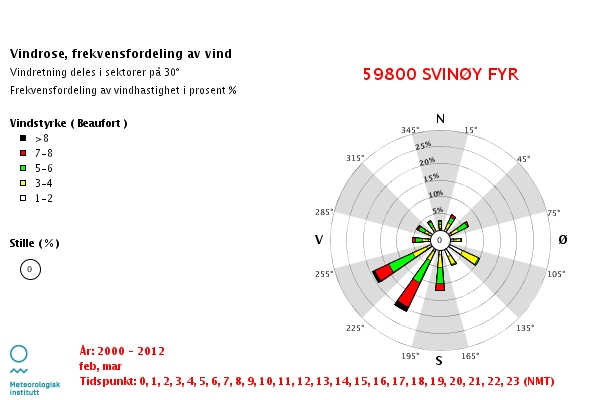 Vindrose, frekvensfordeling av vind
Vindretning deles i sektorer på 30°
Frekvensfordeling av vindhastighet i prosent %
59800 SVINØY FYR
Vindstyrke ( Beaufort )
>8
7-8
5-6
3-4
1-2
Stille (%)
0
N
15°
45°
75°
Ø
105°
135°
165°
S
195°
225°
255°
V
285°
315°
345°
25%
20%
15%
10%
5%
0
År: 2000 - 2012
feb, mar
Tidspunkt: 0, 1, 2, 3, 4, 5, 6, 7, 8, 9, 10, 11, 12, 13, 14, 15, 16, 17, 18, 19, 20, 21, 22, 23 (NMT)
Meteorologisk
institutt